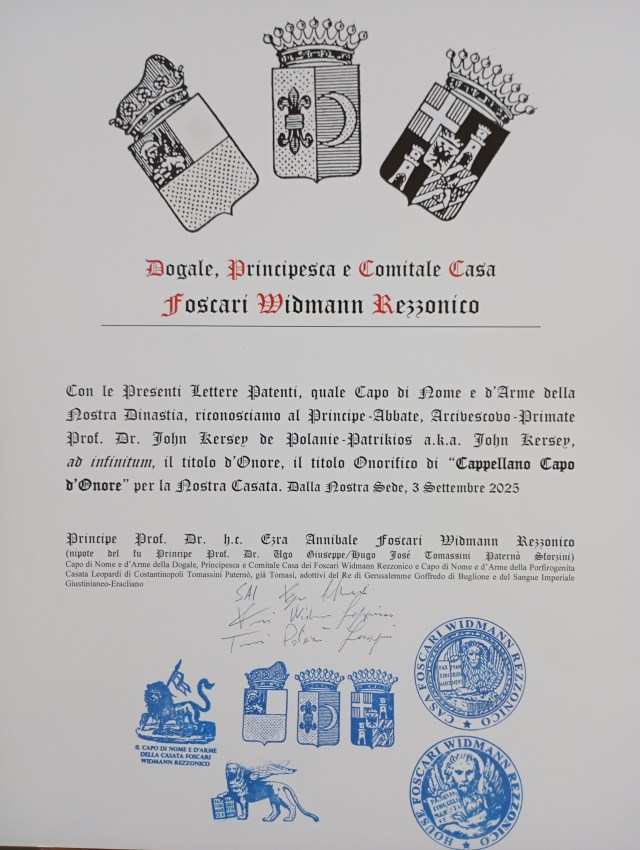 Dogale, Principesca e Comitale Casa
Foscari Widmann Rezzonico
Con le Presenti Lettere Patenti, quale Capo di Nome e d'Arme della
Nostra Dinastia, riconosciamo al Principe-Abbate, Arcivescovo-Primate
Prof. Dr. John Kersey de Polanie-Patrikios a.k.a. John Kersey,
ad infinitum, il titolo d'Onore, il titolo Onorifico di “Cappellano Capo
d'Onore” per la Nostra Casata. Dalla Nostra Sede, 3 Settembre 2025
Principe Prof. Dr. h.c. Ezra Annibale Foscari Widmann Rezzonico
(nipote del fu Principe Prof. Dr. Ugo Giuseppe/Hugo José Tomassini Paternò Sforzini)
Capo di Nome e d'Arme della Dogale, Principesca e Comitale Casa dei Foscari Widmann Rezzonico e Capo di Nome e d'Arme della Porfirogenita
Casata Leopardi di Costantinopoli Tomassini Paternò, già Tomasi, adottivi del Re di Gerusalemme Goffredo di Buglione e del Sangue Imperiale
Giustinianeo-Eracliano
IL CAPO DI NOME E D'ARME
DELLA CASATA FOSCARI
WIDMANN REZZONICO
CASA FOSCARI WIDMANN REZZONICO
HOUSE FOSCARI WIDMANN REZZONICO